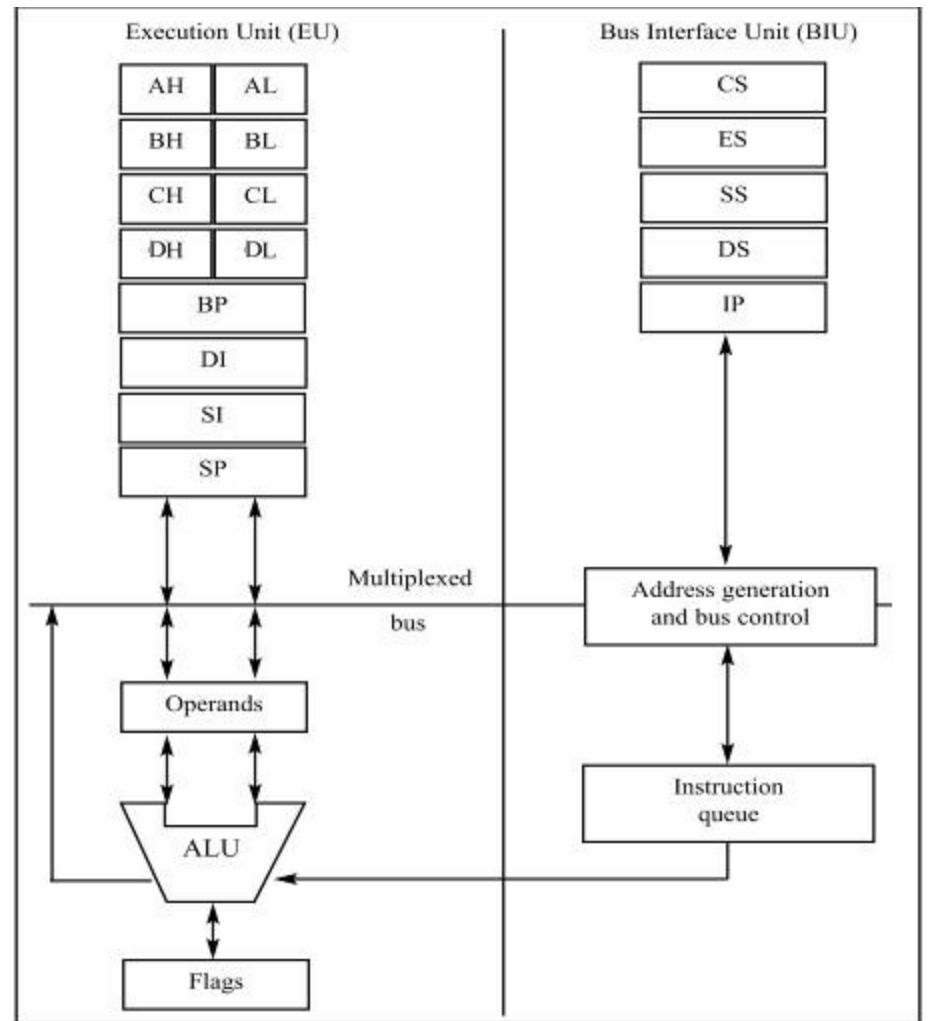 Execution Unit (EU)
Bus Interface Unit (BIU)
AH AL
BH BL
CH CL
DH DL
BP
DI
SI
SP
CS
ES
SS
DS
IP
Multiplexed
bus
Address generation
and bus control
Operands
Instruction
queue
ALU
Flags